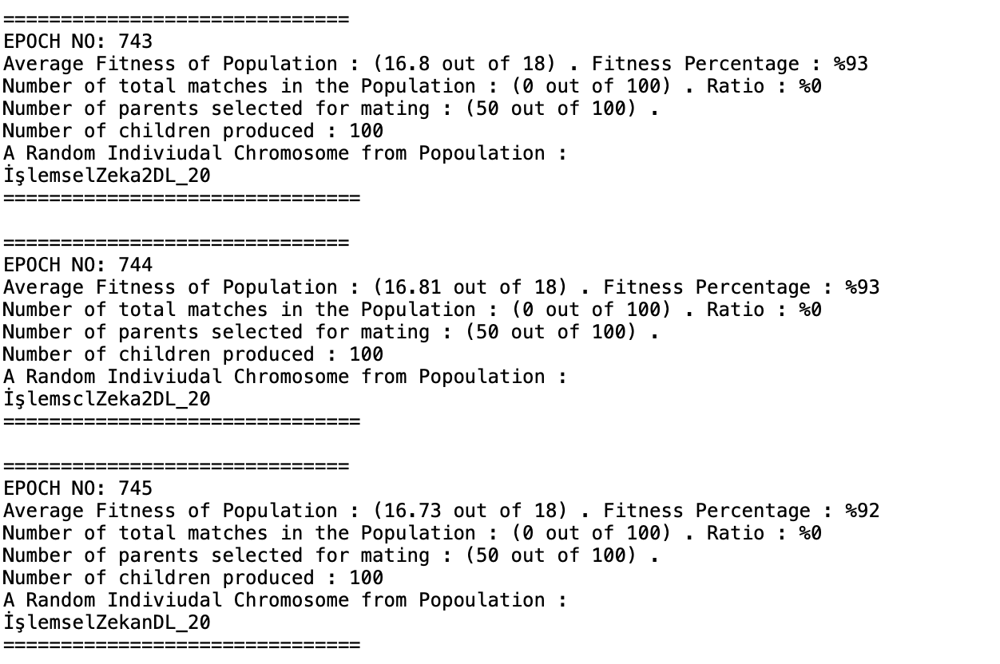 ==============================
EPOCH NO: 743
Average Fitness of Population : (16.8 out of 18) . Fitness Percentage : %93
Number of total matches in the Population : (0 out of 100) . Ratio : %0
Number of parents selected for mating : (50 out of 100) .
Number of children produced : 100
A Random Indiviudal Chromosome from Popoulation :
İşlemselZeka2DL_20
===============================
==============================
EPOCH NO: 744
Average Fitness of Population : (16.81 out of 18) . Fitness Percentage : %93
Number of total matches in the Population : (0 out of 100) . Ratio : %0
Number of parents selected for mating : (50 out of 100) .
Number of children produced : 100
A Random Indiviudal Chromosome from Popoulation :
İşlemsclZeka2DL_20
===============================
==============================
EPOCH NO: 745
Average Fitness of Population : (16.73 out of 18) . Fitness Percentage : %92
Number of total matches in the Population : (0 out of 100) . Ratio : %0
Number of parents selected for mating : (50 out of 100) .
Number of children produced : 100
A Random Indiviudal Chromosome from Popoulation :
İşlemselZekanDL_20
===============================